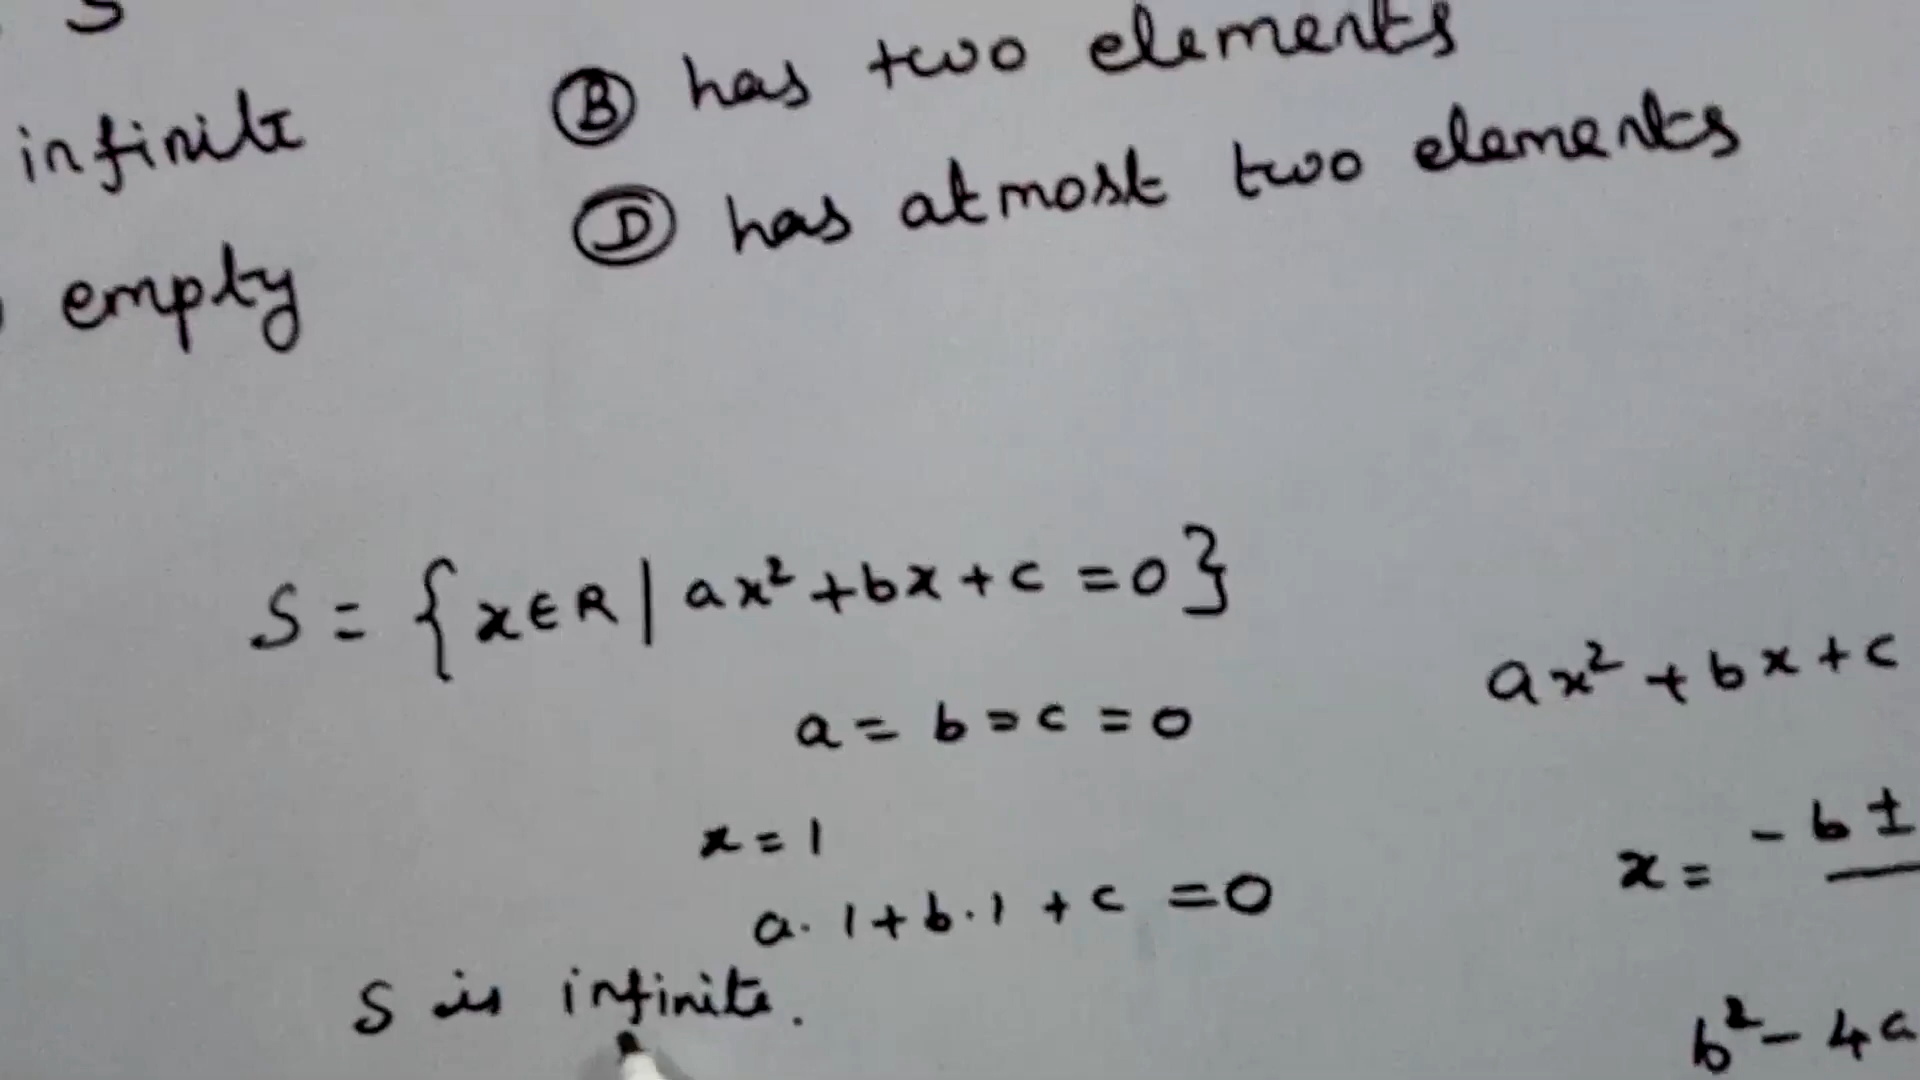 S
infinite Ⓑ has two elements
empty Ⓓ has atmost two elements
S = {x∈R | ax² + bx + c = 0}
a = b = c = 0
x = 1
a. 1 + b. 1 + c = 0
S is infinite.
ax² + bx + c
x = - b ±
b² - 4a